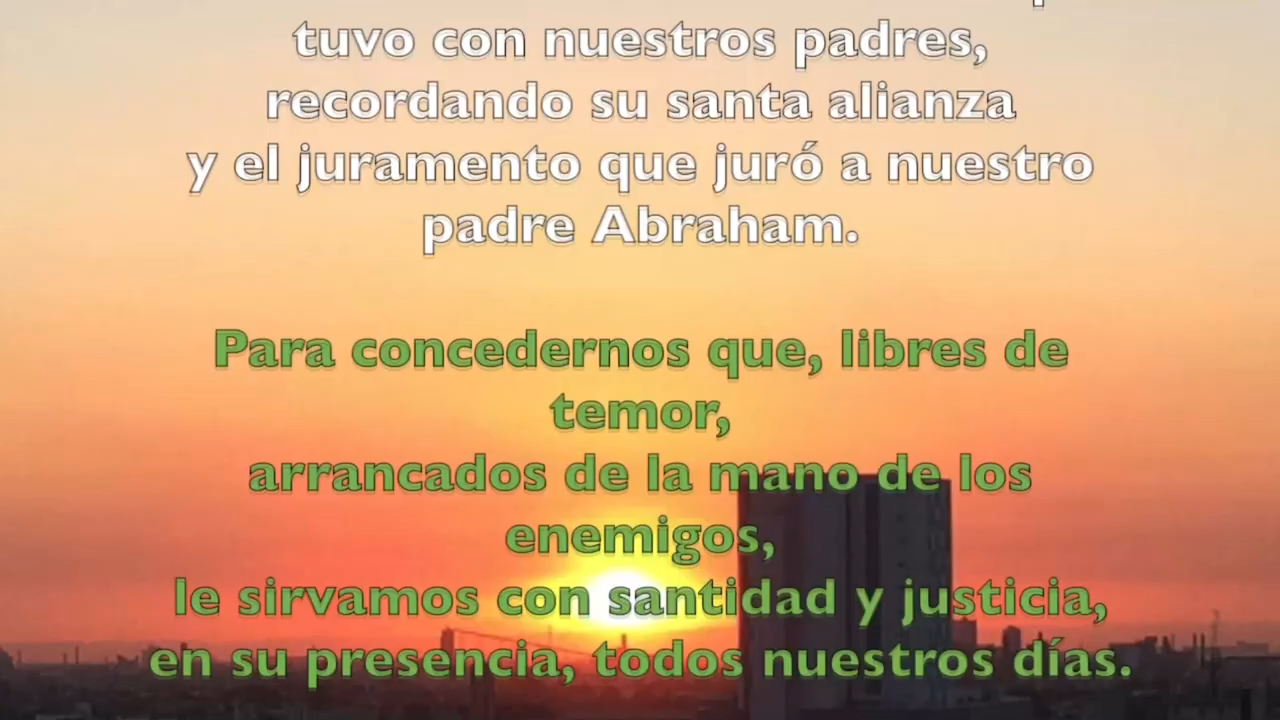 tuvo con nuestros padres,
recordando su santa alianza
y el juramento que juró a nuestro
padre Abraham.
Para concedernos que, libres de
temor,
arrancados de la mano de los
enemigos,
le sirvamos con santidad y justicia,
en su presencia, todos nuestros días.